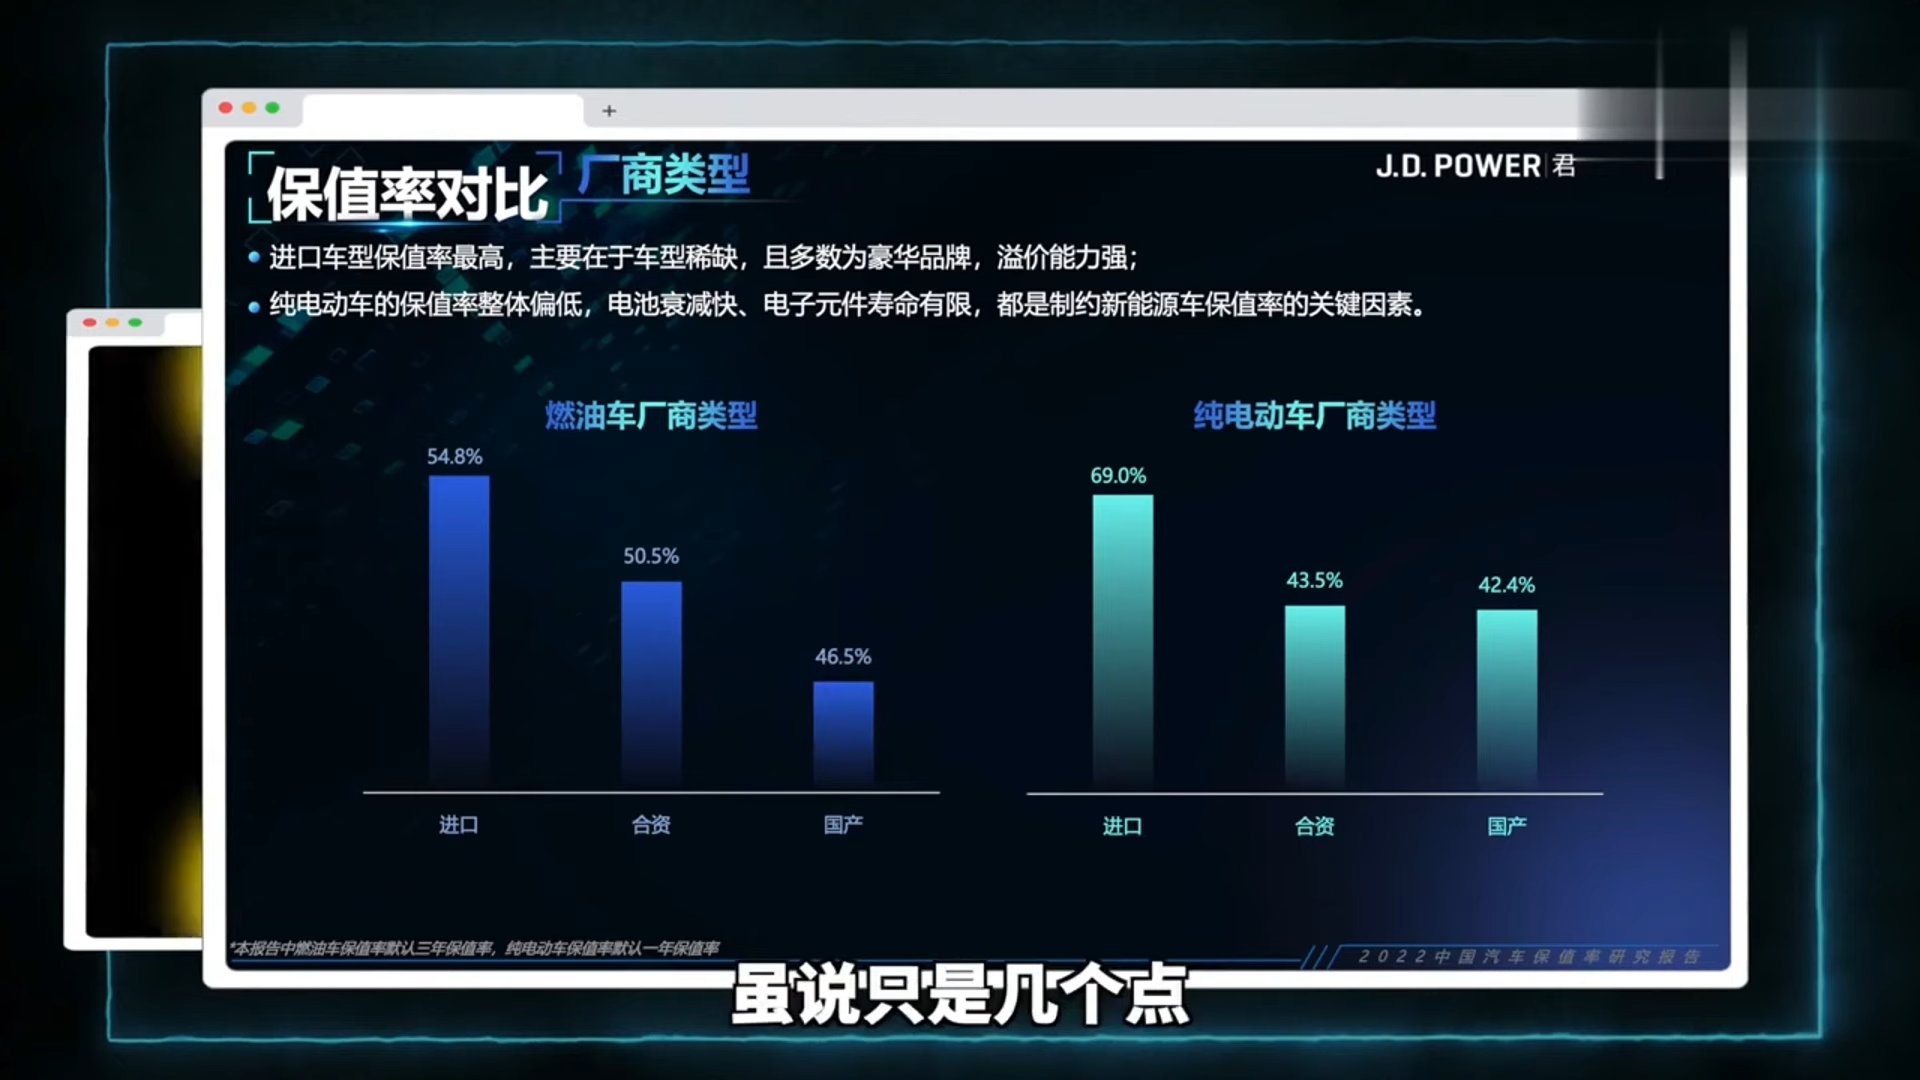 保值率对比
厂商类型
J.D. POWER 君
进口车型保值率最高，主要在于车型稀缺，且多数为豪华品牌，溢价能力强；
纯电动车的保值率整体偏低，电池衰减快、电子元件寿命有限，都是制约新能源车保值率的关键因素。
燃油车厂商类型
54.8%
50.5%
46.5%
进口
合资
国产
纯电动车厂商类型
69.0%
43.5%
42.4%
进口
合资
国产
*本报告中燃油车保值率默认三年保值率，纯电动车保值率默认一年保值率
2022中国汽车保值率研究报告
虽说只是几个点